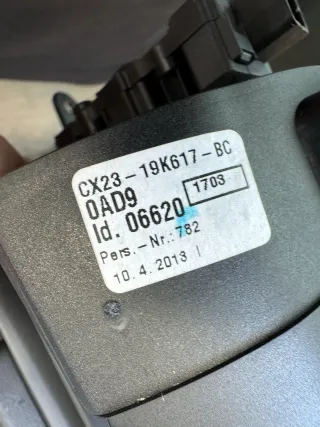 CX23-19K617-BC
0AD9
1703
Id. 06620
Pers.-Nr.: 782
10.4.2013